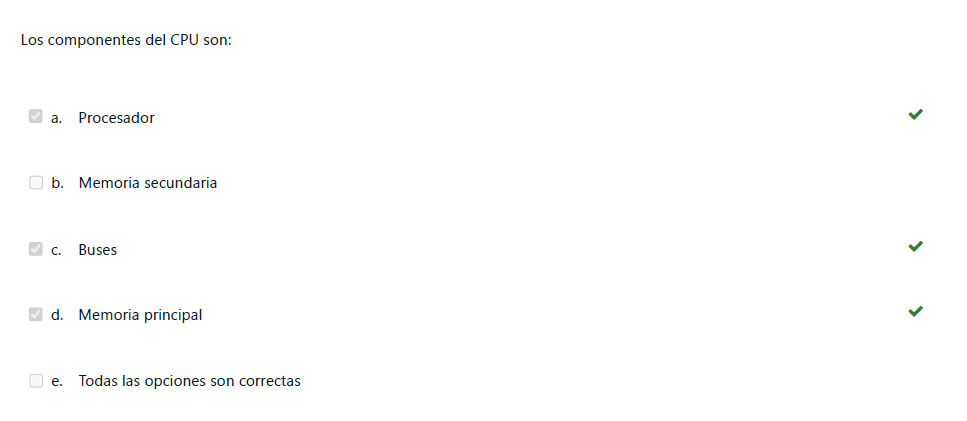 Los componentes del CPU son:
a. Procesador
b. Memoria secundaria
c. Buses
d. Memoria principal
e. Todas las opciones son correctas